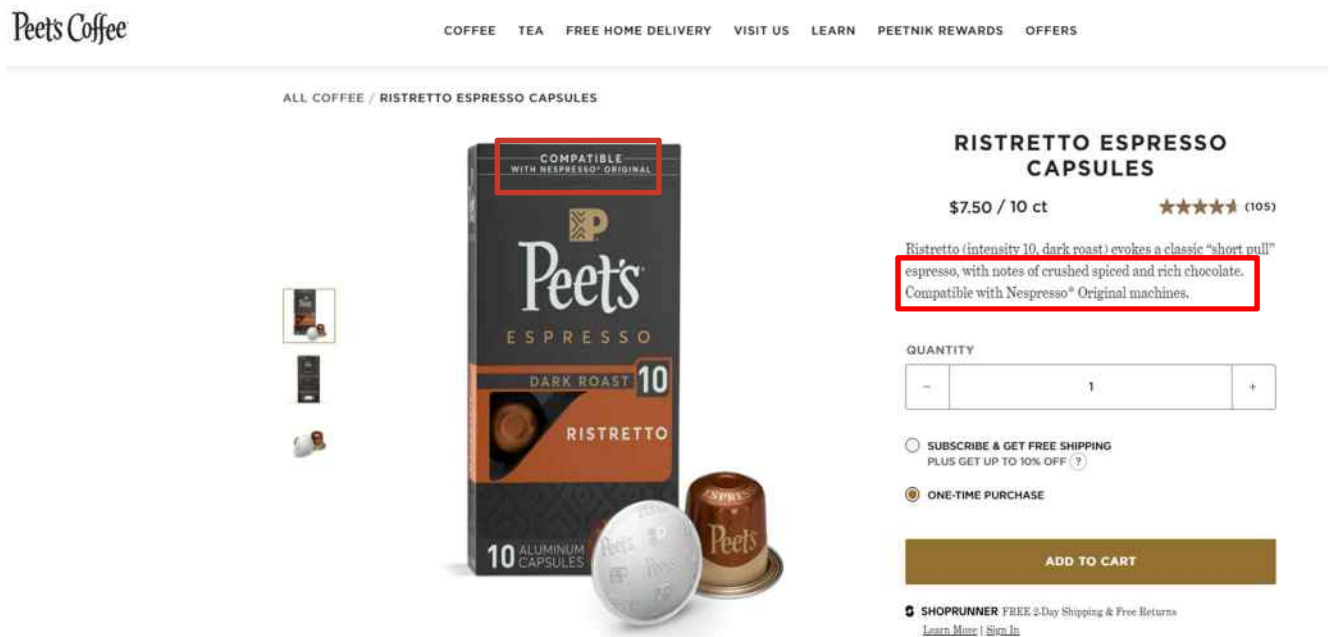 Peet's Coffee
COFFEE TEA FREE HOME DELIVERY VISIT US LEARN PEETNIK REWARDS OFFERS
ALL COFFEE / RISTRETTO ESPRESSO CAPSULES
COMPATIBLE
WITH NESPRESSO® ORIGINAL
Peet's
ESPRESSO
DARK ROAST 10
RISTRETTO
10 ALUMINUM
CAPSULES
Peet's
Peet's
RISTRETTO ESPRESSO
CAPSULES
$7.50 / 10 ct
(105)
Ristretto (intensity 10, dark roast) evokes a classic “short pull”
espresso, with notes of crushed spiced and rich chocolate.
Compatible with Nespresso® Original machines.
QUANTITY
- 1 +
SUBSCRIBE & GET FREE SHIPPING
PLUS GET UP TO 10% OFF ?
ONE-TIME PURCHASE
ADD TO CART
SHOPRUNNER FREE 2-Day Shipping & Free Returns
Learn More | Sign In